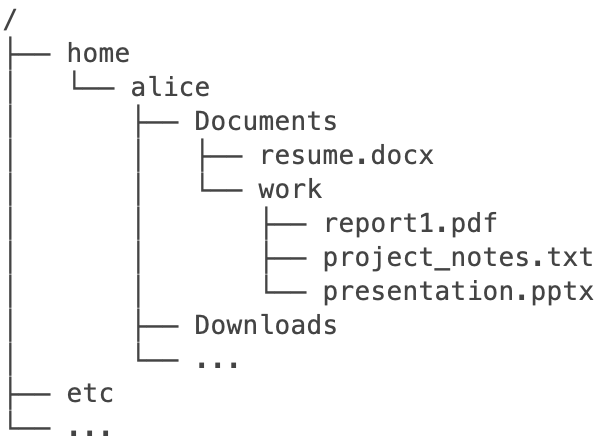 /
├── home
│   └── alice
│       ├── Documents
│       │   ├── resume.docx
│       │   └── work
│       │       ├── report1.pdf
│       │       ├── project_notes.txt
│       │       └── presentation.pptx
│       ├── Downloads
│       └── ...
├── etc
└── ...